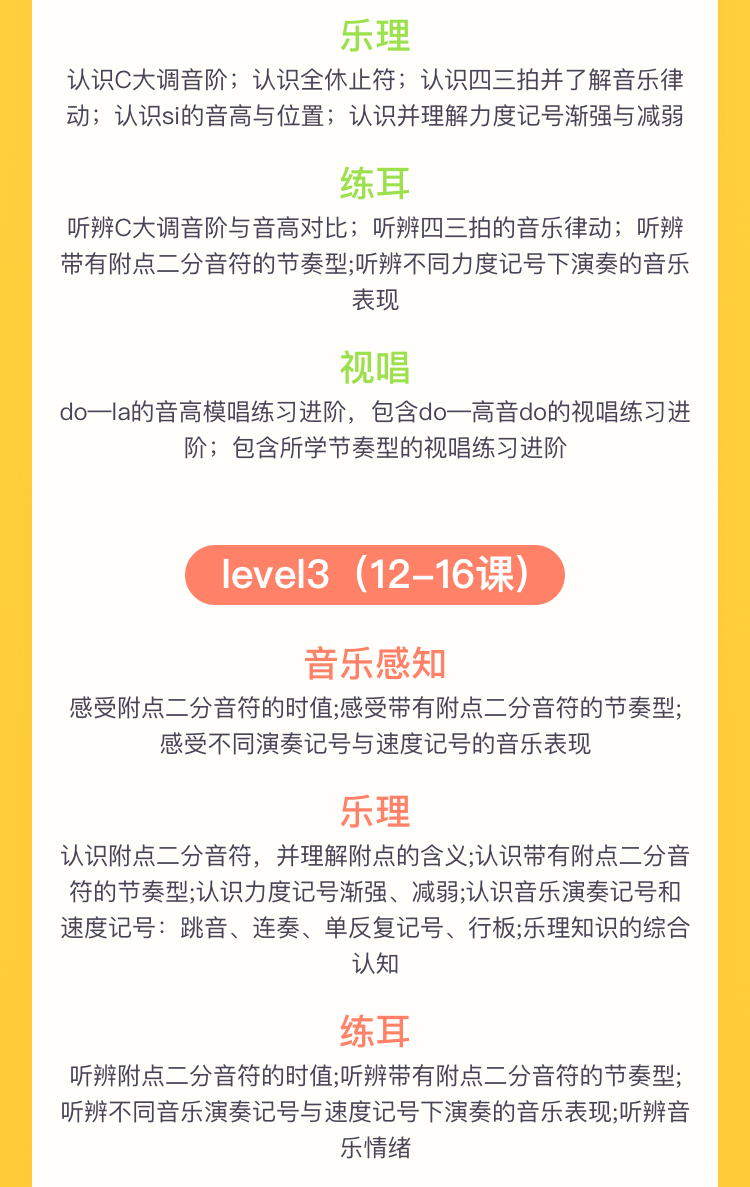 乐理
认识C大调音阶；认识全休止符；认识四三拍并了解音乐律
动；认识si的音高与位置；认识并理解力度记号渐强与减弱
练耳
听辨C大调音阶与音高对比；听辨四三拍的音乐律动；听辨
带有附点二分音符的节奏型;听辨不同力度记号下演奏的音乐
表现
视唱
do—la的音高模唱练习进阶，包含do—高音do的视唱练习进
阶；包含所学节奏型的视唱练习进阶
level3（12-16课）
音乐感知
感受附点二分音符的时值;感受带有附点二分音符的节奏型;
感受不同演奏记号与速度记号的音乐表现
乐理
认识附点二分音符，并理解附点的含义;认识带有附点二分音
符的节奏型;认识力度记号渐强、减弱;认识音乐演奏记号和
速度记号：跳音、连奏、单反复记号、行板;乐理知识的综合
认知
练耳
听辨附点二分音符的时值;听辨带有附点二分音符的节奏型;
听辨不同音乐演奏记号与速度记号下演奏的音乐表现;听辨音
乐情绪